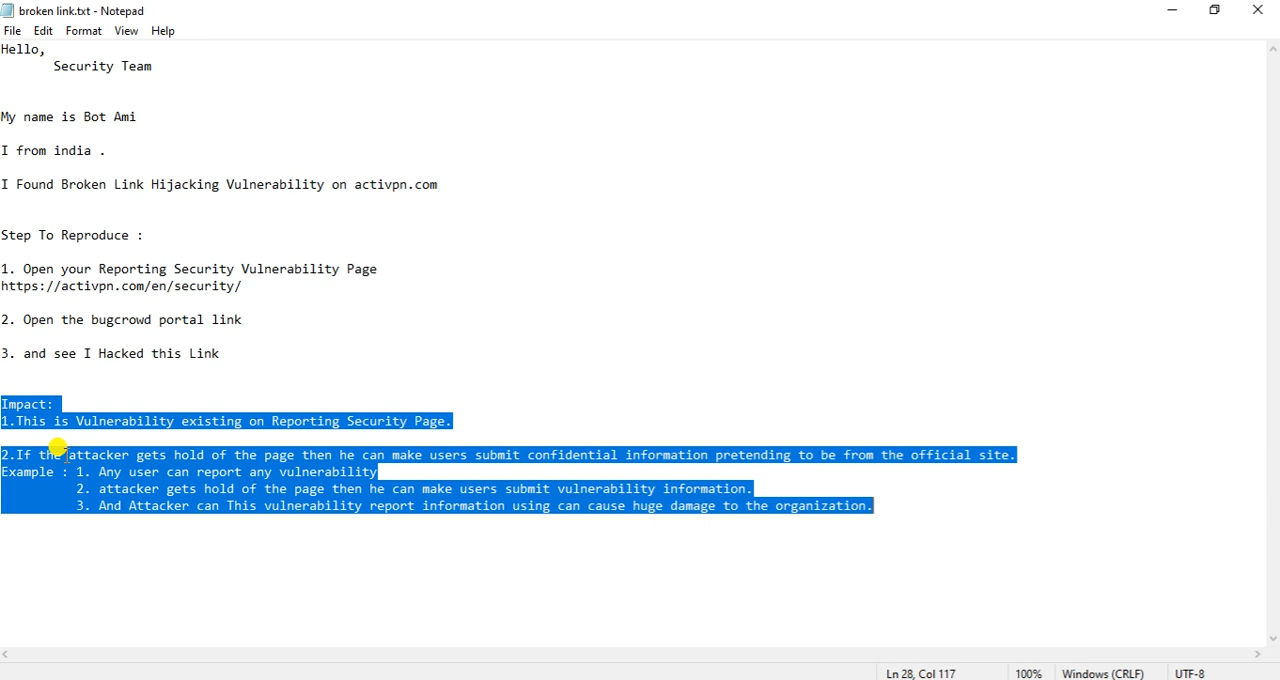 broken link.txt - Notepad
File Edit Format View Help
Hello,
Security Team
My name is Bot Ami
I from india .
I Found Broken Link Hijacking Vulnerability on activpn.com
Step To Reproduce :
1. Open your Reporting Security Vulnerability Page
https://activpn.com/en/security/
2. Open the bugcrowd portal link
3. and see I Hacked this Link
Impact:
1.This is Vulnerability existing on Reporting Security Page.
2.If the attacker gets hold of the page then he can make users submit confidential information pretending to be from the official site.
Example : 1. Any user can report any vulnerability
2. attacker gets hold of the page then he can make users submit vulnerability information.
3. And Attacker can This vulnerability report information using can cause huge damage to the organization.
Ln 28, Col 117 100% Windows (CRLF) UTF-8